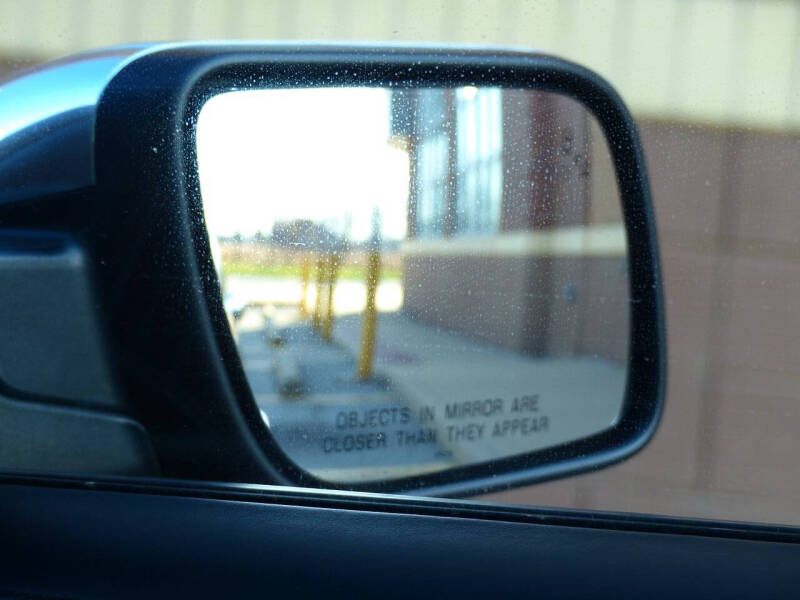 OBJECTS IN MIRROR ARE
CLOSER THAN THEY APPEAR